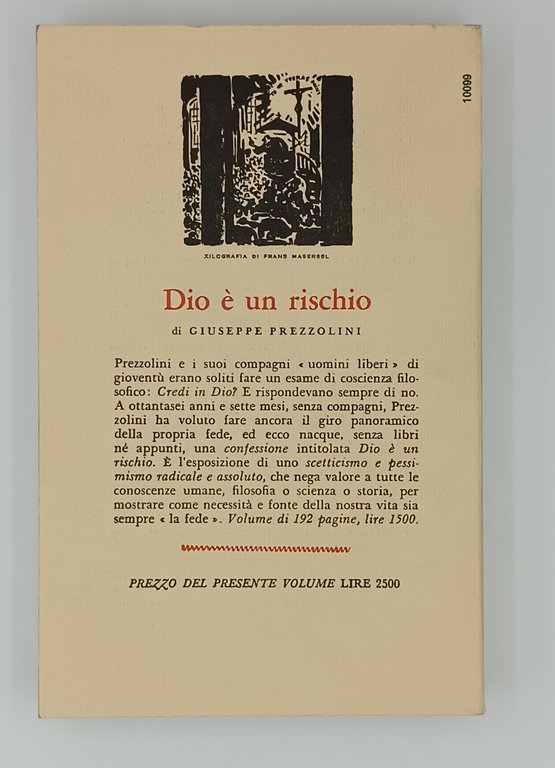 10099
XILOGRAFIA DI FRANS MASEREEL
Dio è un rischio
di GIUSEPPE PREZZOLINI
Prezzolini e i suoi compagni « uomini liberi » di
gioventù erano soliti fare un esame di coscienza filo-
sofico: Credi in Dio? E rispondevano sempre di no.
A ottantasei anni e sette mesi, senza compagni, Prez-
zolini ha voluto fare ancora il giro panoramico
della propria fede, ed ecco nacque, senza libri
né appunti, una confessione intitolata Dio è un
rischio. È l'esposizione di uno scetticismo e pessi-
mismo radicale e assoluto, che nega valore a tutte le
conoscenze umane, filosofia o scienza o storia, per
mostrare come necessità e fonte della nostra vita sia
sempre « la fede ». Volume di 192 pagine, lire 1500.
PREZZO DEL PRESENTE VOLUME LIRE 2500